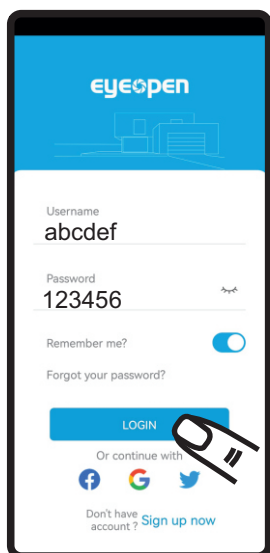 eyeopen
Username
abcdef
Password
123456
Remember me?
Forgot your password?
LOGIN
Or continue with
Don't have
account ? Sign up now